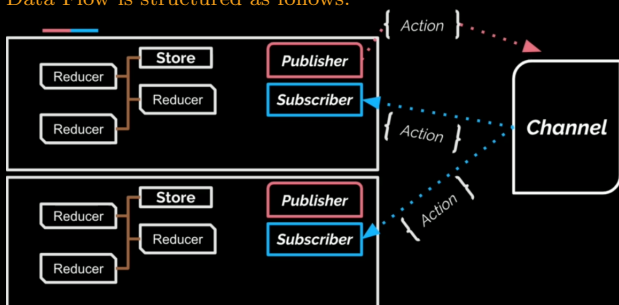 Data Flow is structured as follows:
{ Action }
Store
Publisher
Reducer
Subscriber
Reducer
Reducer
{ Action }
Channel
{ Action }
Store
Publisher
Reducer
Subscriber
Reducer
Reducer